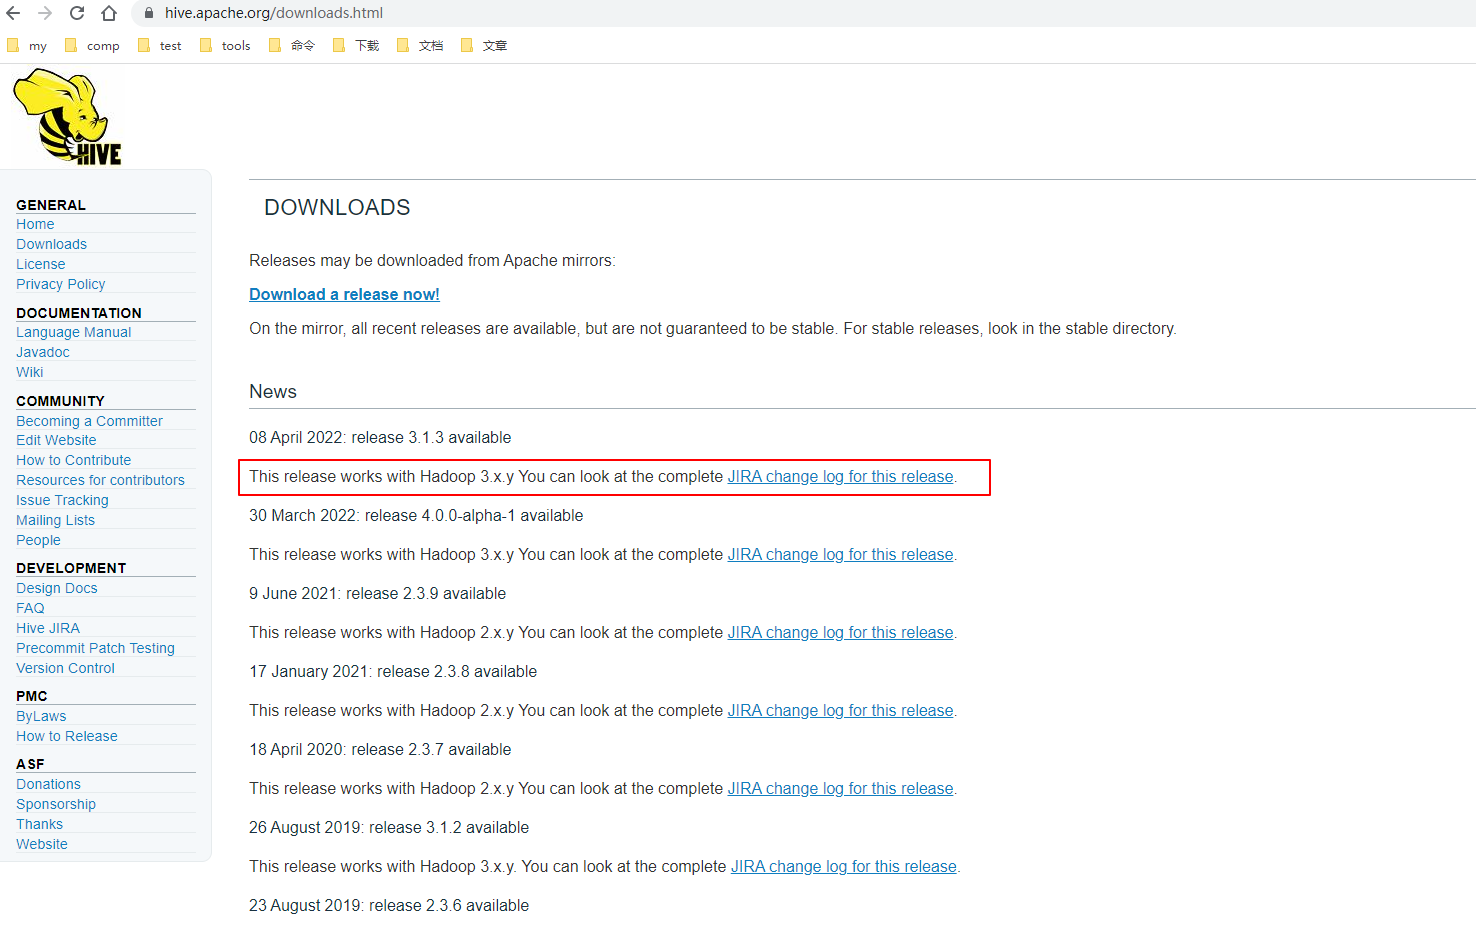 hive.apache.org/downloads.html
my comp test tools 命令 下载 文档 文章
HIVE
GENERAL
Home
Downloads
License
Privacy Policy
DOCUMENTATION
Language Manual
Javadoc
Wiki
COMMUNITY
Becoming a Committer
Edit Website
How to Contribute
Resources for contributors
Issue Tracking
Mailing Lists
People
DEVELOPMENT
Design Docs
FAQ
Hive JIRA
Precommit Patch Testing
Version Control
PMC
ByLaws
How to Release
ASF
Donations
Sponsorship
Thanks
Website
DOWNLOADS
Releases may be downloaded from Apache mirrors:
Download a release now!
On the mirror, all recent releases are available, but are not guaranteed to be stable. For stable releases, look in the stable directory.
News
08 April 2022: release 3.1.3 available
This release works with Hadoop 3.x.y You can look at the complete JIRA change log for this release.
30 March 2022: release 4.0.0-alpha-1 available
This release works with Hadoop 3.x.y You can look at the complete JIRA change log for this release.
9 June 2021: release 2.3.9 available
This release works with Hadoop 2.x.y You can look at the complete JIRA change log for this release.
17 January 2021: release 2.3.8 available
This release works with Hadoop 2.x.y You can look at the complete JIRA change log for this release.
18 April 2020: release 2.3.7 available
This release works with Hadoop 2.x.y You can look at the complete JIRA change log for this release.
26 August 2019: release 3.1.2 available
This release works with Hadoop 3.x.y. You can look at the complete JIRA change log for this release.
23 August 2019: release 2.3.6 available